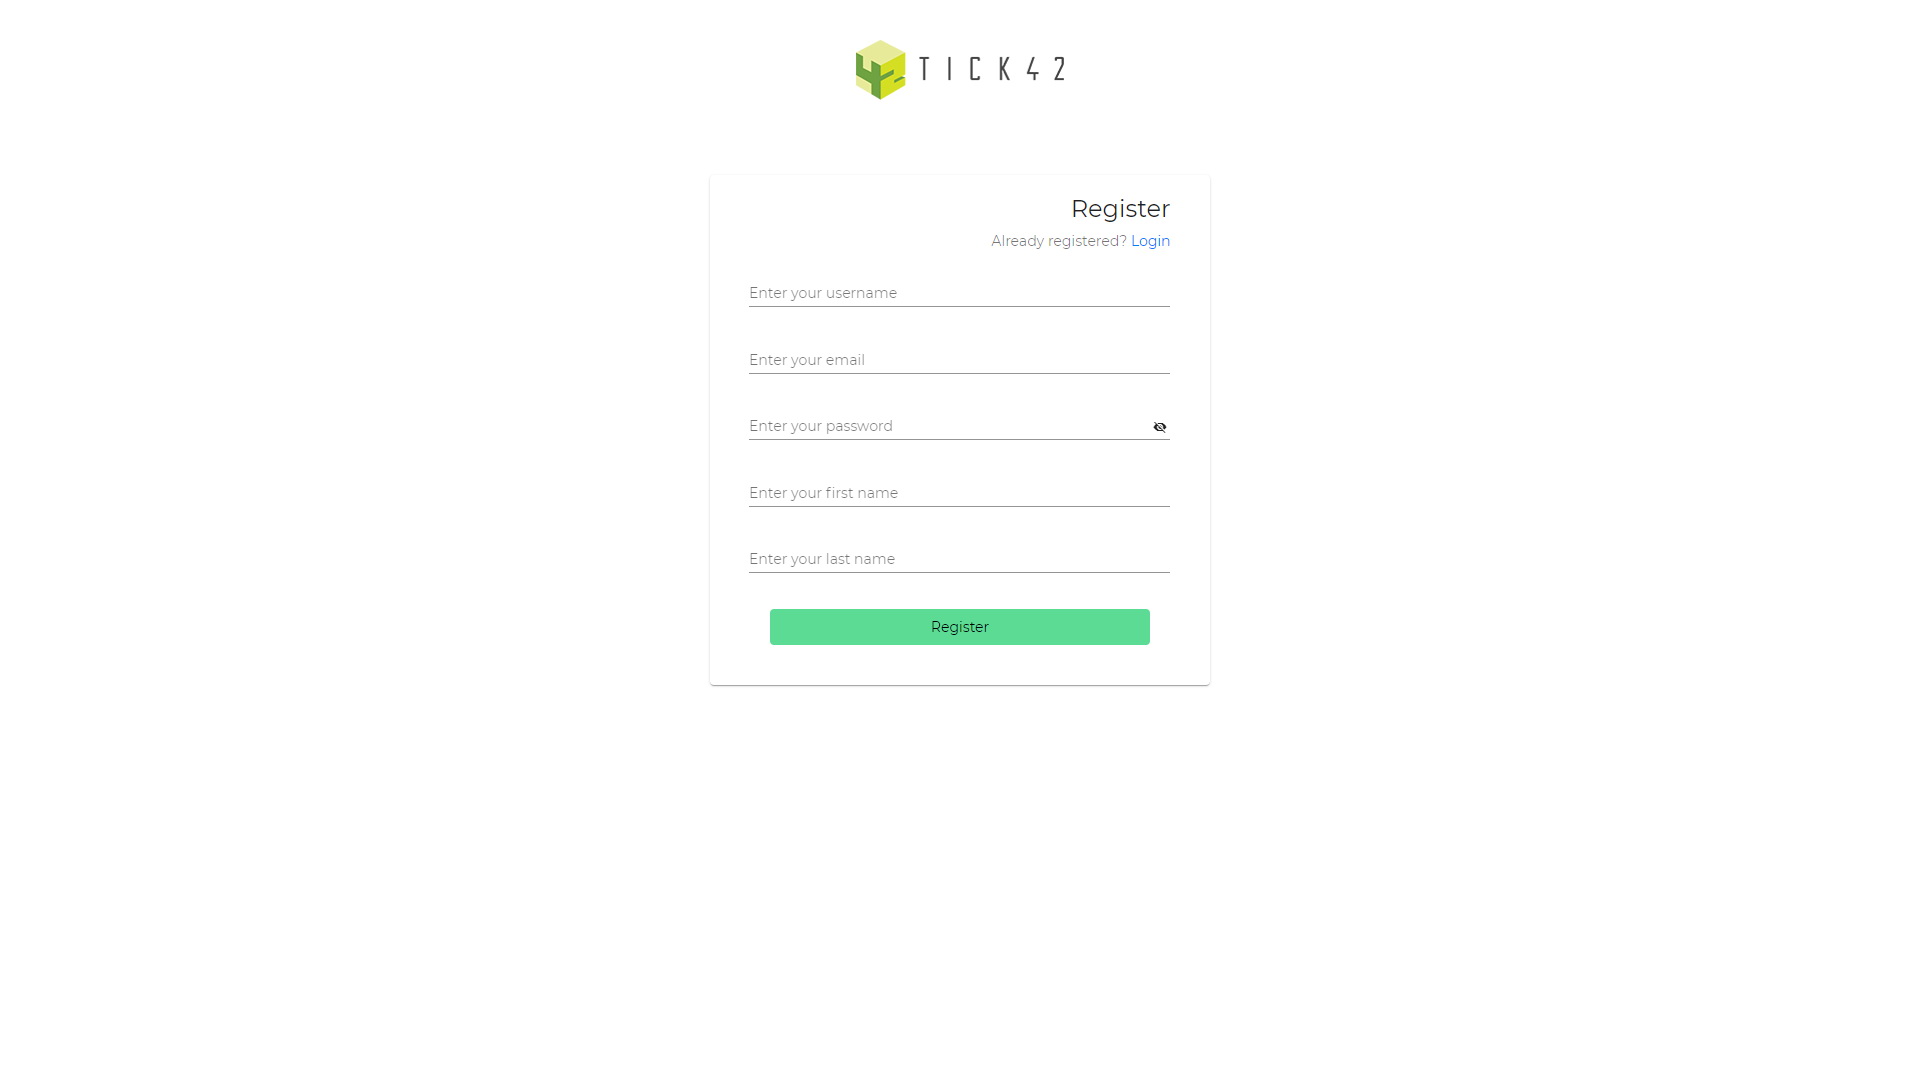 TICK42
Register
Already registered? Login
Enter your username
Enter your email
Enter your password
Enter your first name
Enter your last name
Register